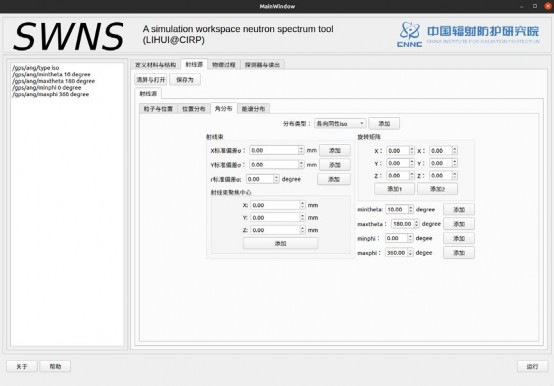 MainWindow
SWNS
A simulation workspace neutron spectrum tool
(LIHUI@CIRP)
CNNC 中国辐射防护研究院
CHINA INSTITUTE FOR RADIATION PROTECTION
/gps/ang/type iso
/gps/ang/mintheta 10 degree
/gps/ang/maxtheta 180 degree
/gps/ang/minphi 0 degree
/gps/ang/maxphi 360 degree
定义材料与结构 射线源 物理过程 探测器与读出
清屏与打开 保存为
射线源
粒子与位置 位置分布 角分布 能谱分布
分布类型: 各向同性iso 添加
射线束
X标准偏差σ: 0.00 mm 添加
Y标准偏差σ: 0.00 mm 添加
r标准偏差σ: 0.00 degree 添加
射线束聚焦中心
X: 0.00 mm
Y: 0.00 mm
Z: 0.00 mm
添加
旋转矩阵
X: 0.00 X: 0.00
Y: 0.00 Y: 0.00
Z: 0.00 Z: 0.00
添加1 添加2
mintheta: 10.00 degree 添加
maxtheta: 180.00 degree 添加
minphi: 0.00 degee 添加
maxphi: 360.00 degree 添加
关于 帮助 运行